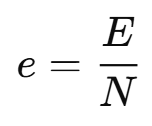 e = E/N